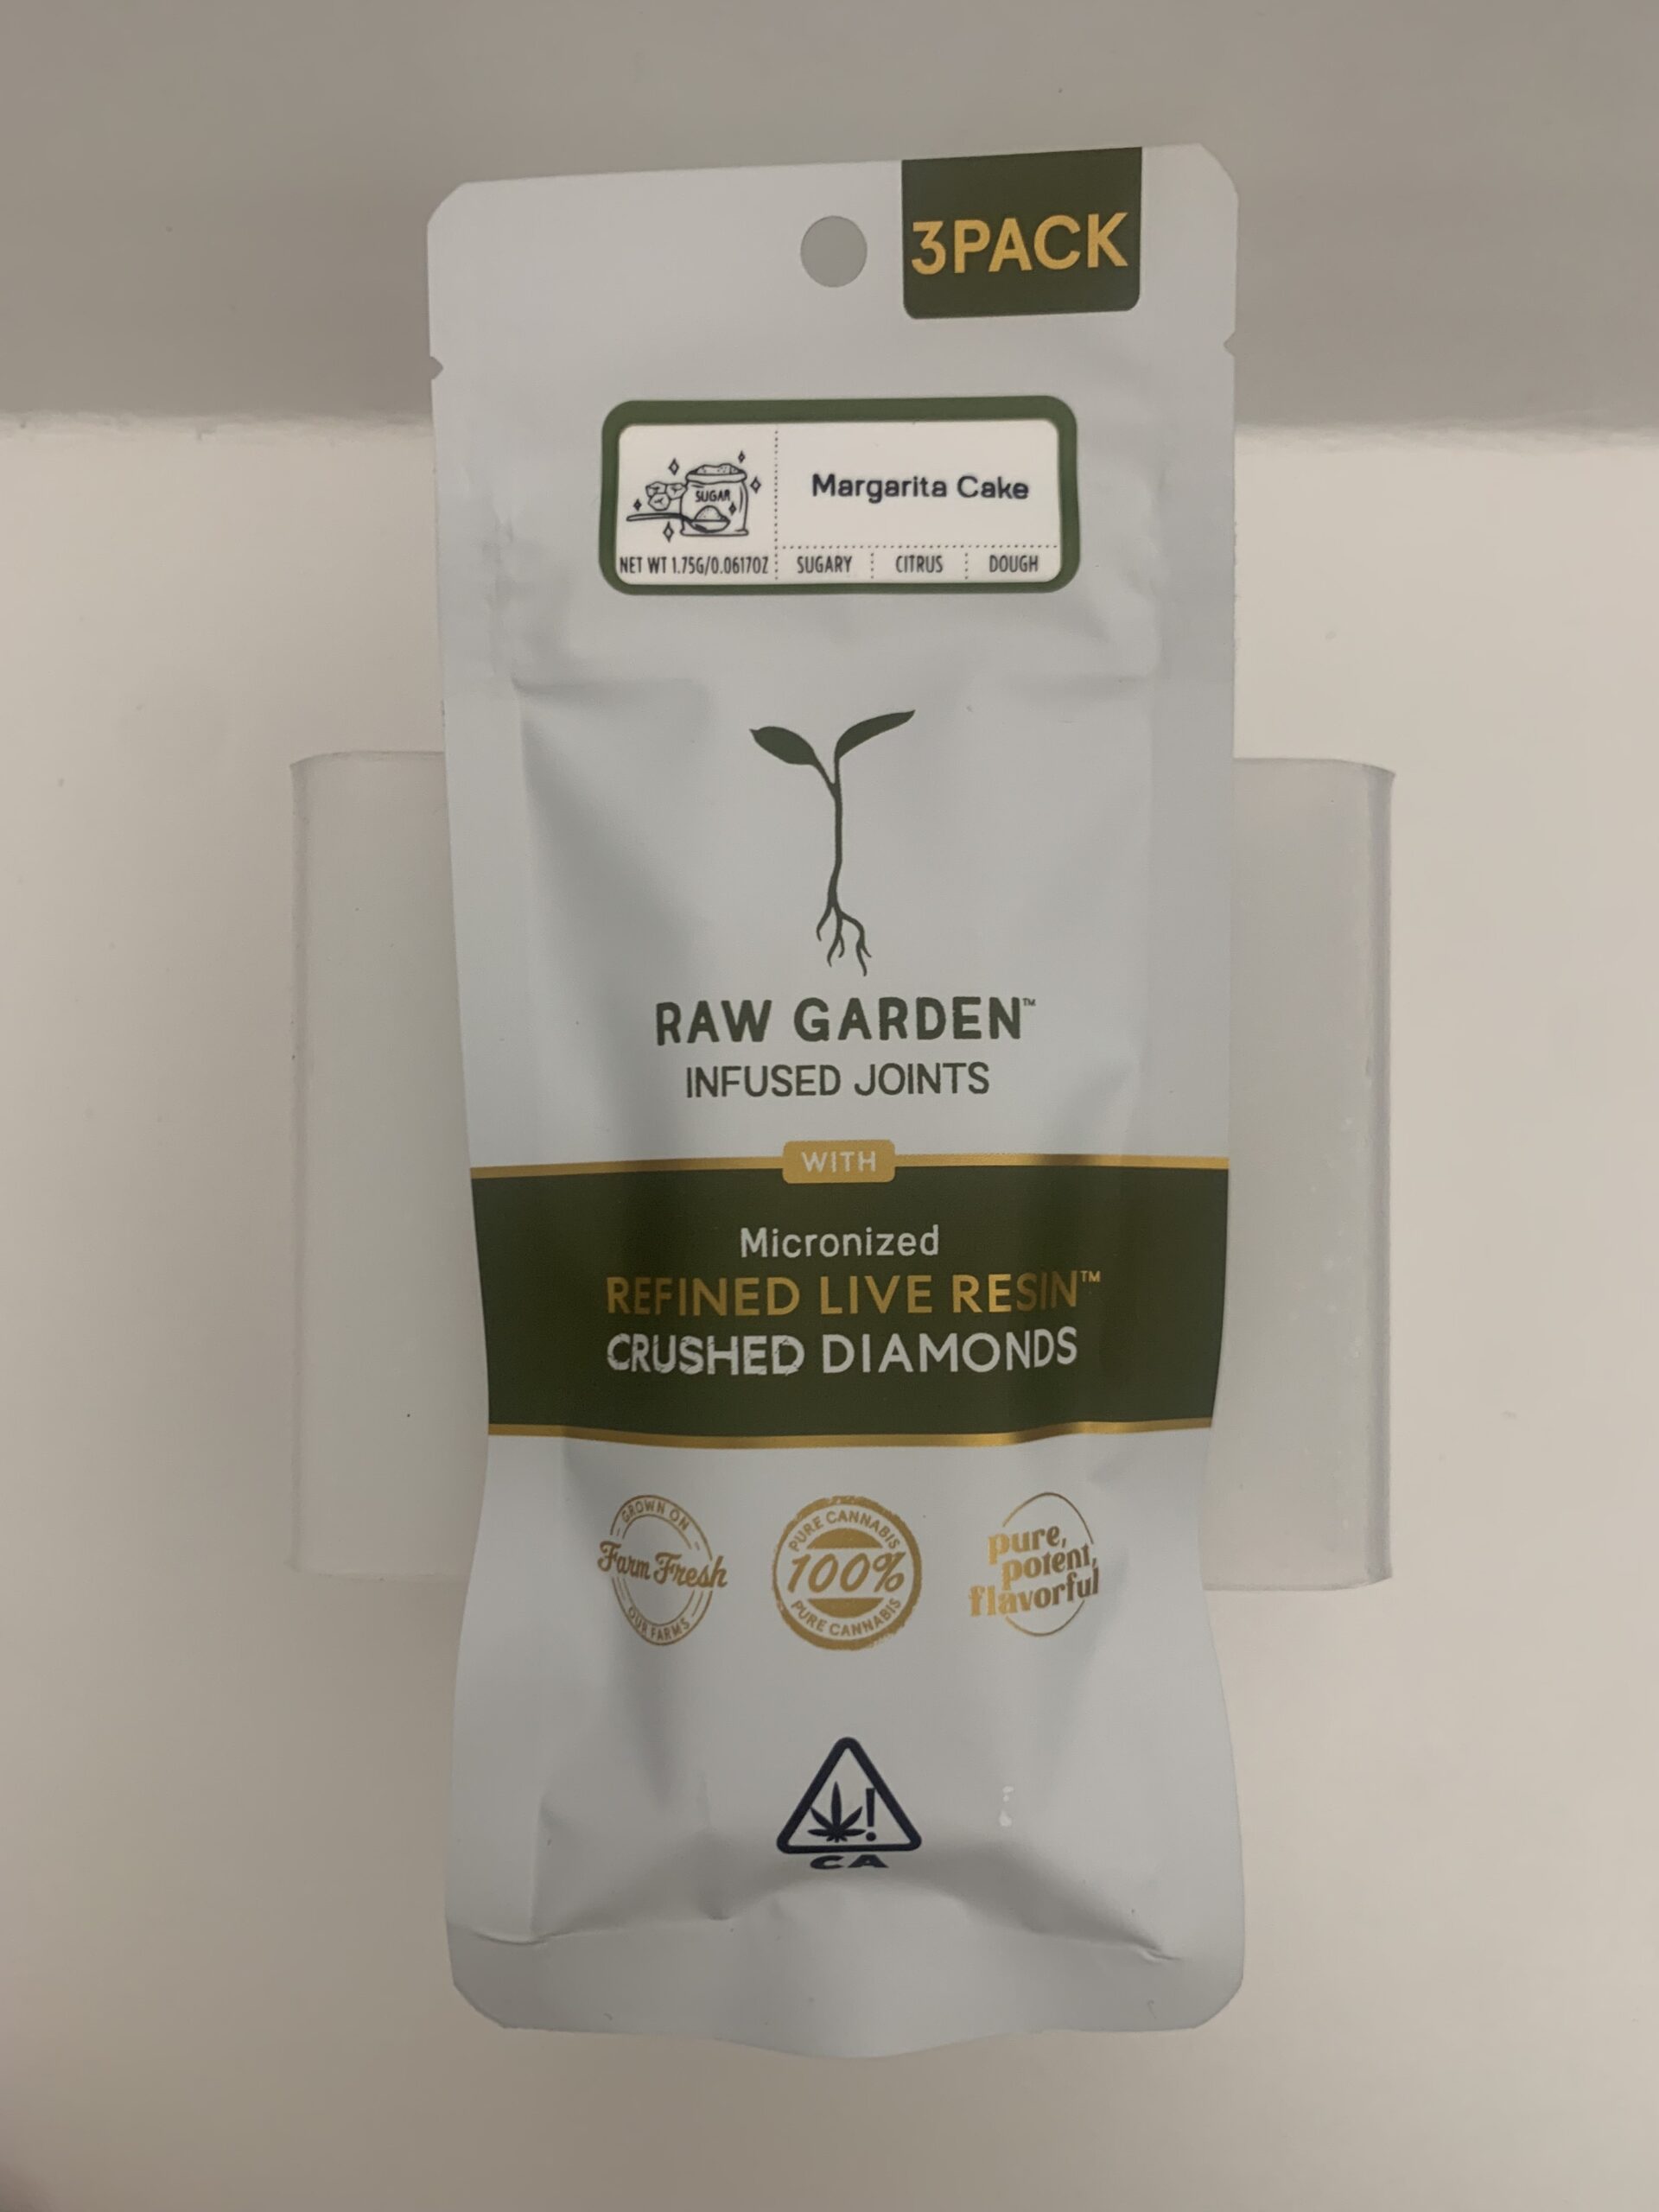 3PACK
SUGAR
Margarita Cake
NET WT 1.75G/0.0617OZ SUGARY CITRUS DOUGH
RAW GARDEN™
INFUSED JOINTS
WITH
Micronized
REFINED LIVE RESIN™
CRUSHED DIAMONDS
GROWN ON
Farm Fresh
OUR FARMS
PURE CANNABIS
100%
PURE CANNABIS
pure,
potent,
flavorful
!
CA